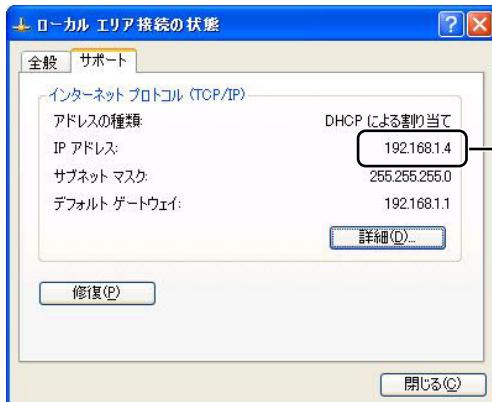 ローカル エリア接続の状態
全般 サポート
インターネット プロトコル (TCP/IP)
アドレスの種類: DHCP による割り当て
IP アドレス: 192.168.1.4
サブネット マスク: 255.255.255.0
デフォルト ゲートウェイ: 192.168.1.1
詳細(D)...
修復(P)
閉じる(C)